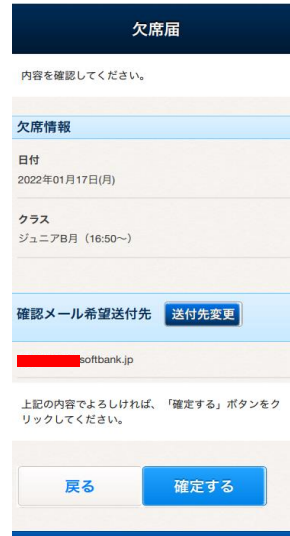 欠席届
内容を確認してください。
欠席情報
日付
2022年01月17日(月)
クラス
ジュニアB月（16:50～）
確認メール希望送付先 送付先変更
softbank.jp
上記の内容でよろしければ、「確定する」ボタンをク
リックしてください。
戻る 確定する